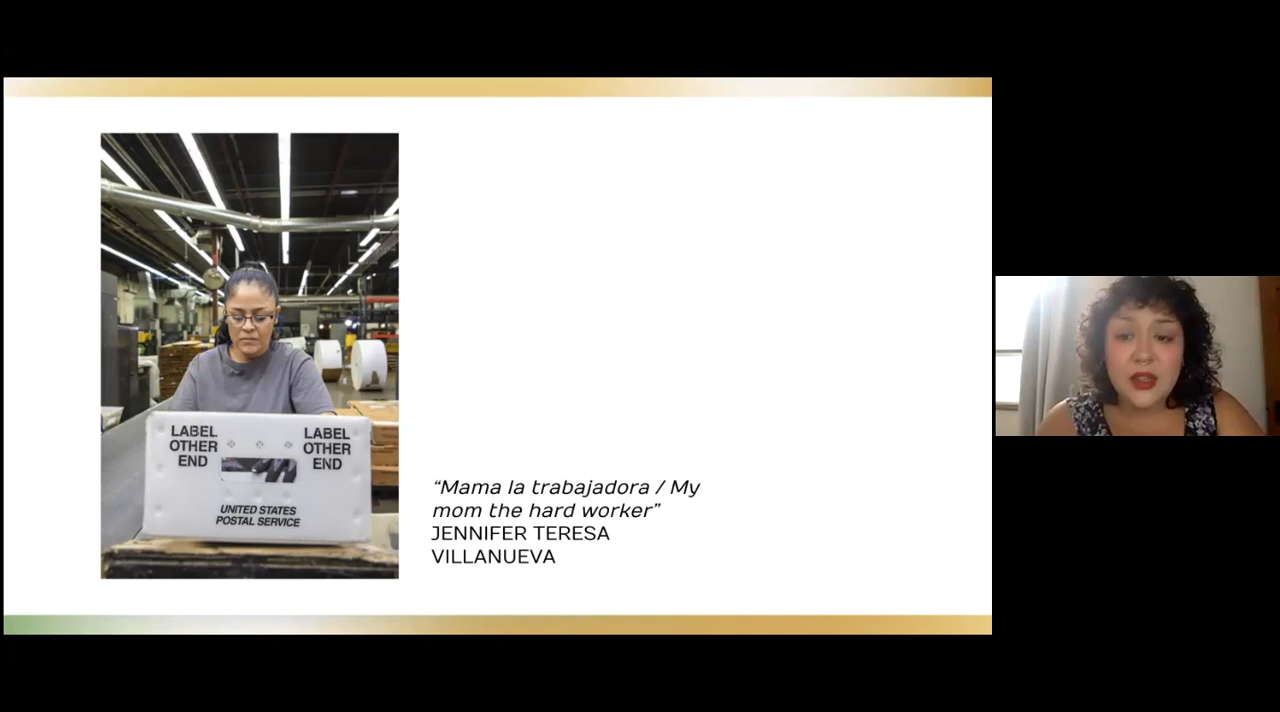 LABEL
OTHER
END
LABEL
OTHER
END
UNITED STATES
POSTAL SERVICE
“Mama la trabajadora / My
mom the hard worker”
JENNIFER TERESA
VILLANUEVA